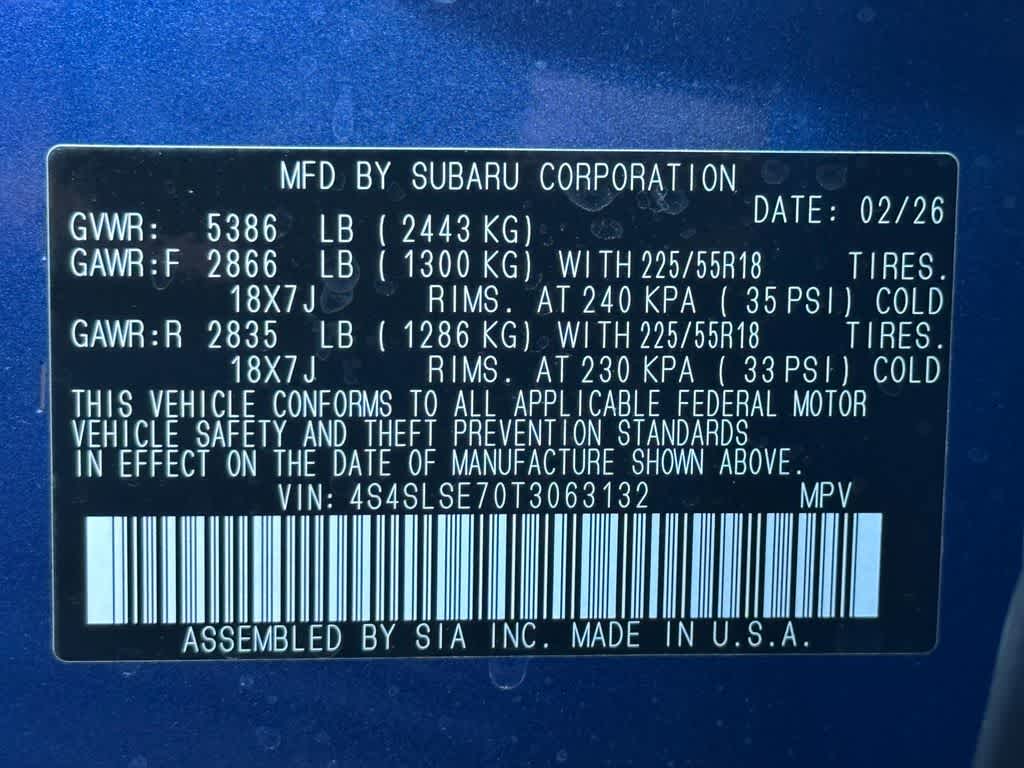 MFD BY SUBARU CORPORATION
DATE: 02/26
GVWR: 5386 LB ( 2443 KG)
GAWR:F 2866 LB ( 1300 KG) WITH 225/55R18 TIRES.
18X7J RIMS. AT 240 KPA ( 35 PSI) COLD
GAWR:R 2835 LB ( 1286 KG) WITH 225/55R18 TIRES.
18X7J RIMS. AT 230 KPA ( 33 PSI) COLD
THIS VEHICLE CONFORMS TO ALL APPLICABLE FEDERAL MOTOR
VEHICLE SAFETY AND THEFT PREVENTION STANDARDS
IN EFFECT ON THE DATE OF MANUFACTURE SHOWN ABOVE.
VIN: 4S4SLSE70T3063132 MPV
ASSEMBLED BY SIA INC. MADE IN U.S.A.